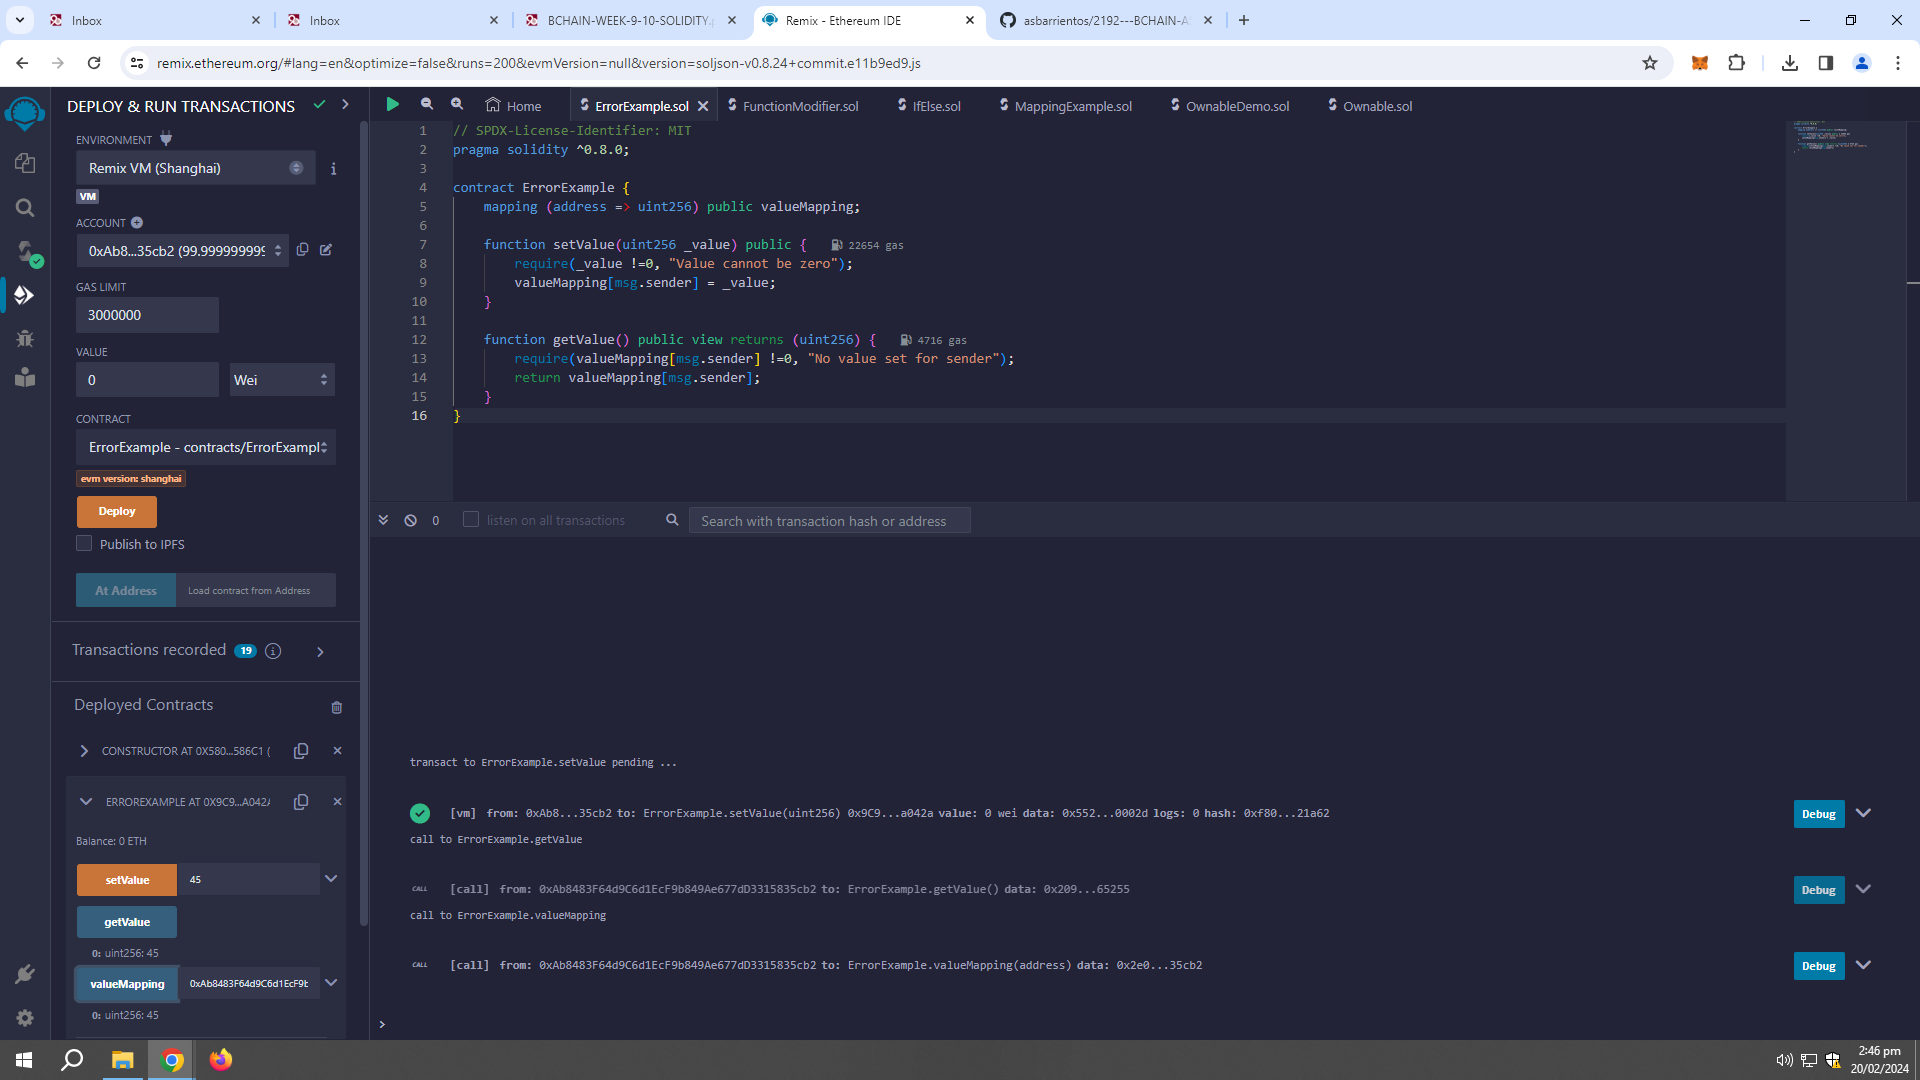 Inbox
Inbox
BCHAIN-WEEK-9-10-SOLIDITY.
Remix - Ethereum IDE
asbarrientos/2192---BCHAIN-A
remix.ethereum.org/#lang=en&optimize=false&runs=200&evmVersion=null&version=soljson-v0.8.24+commit.e11b9ed9.js
DEPLOY & RUN TRANSACTIONS
ENVIRONMENT
Remix VM (Shanghai)
VM
ACCOUNT
0xAb8...35cb2 (99.9999999999
GAS LIMIT
3000000
VALUE
0
Wei
CONTRACT
ErrorExample - contracts/ErrorExampl
evm version: shanghai
Deploy
Publish to IPFS
At Address
Load contract from Address
Transactions recorded 19 i
Deployed Contracts
CONSTRUCTOR AT 0X580...586C1 (
ERROREXAMPLE AT 0X9C9...A042A
Balance: 0 ETH
setValue
45
getValue
0: uint256: 45
valueMapping
0xAb8483F64d9C6d1EcF9b
0: uint256: 45
Home
ErrorExample.sol
FunctionModifier.sol
IfElse.sol
MappingExample.sol
OwnableDemo.sol
Ownable.sol
1 // SPDX-License-Identifier: MIT
2 pragma solidity ^0.8.0;
3
4 contract ErrorExample {
5 mapping (address => uint256) public valueMapping;
6
7 function setValue(uint256 _value) public { 22654 gas
8 require(_value !=0, "Value cannot be zero");
9 valueMapping[msg.sender] = _value;
10 }
11
12 function getValue() public view returns (uint256) { 4716 gas
13 require(valueMapping[msg.sender] !=0, "No value set for sender");
14 return valueMapping[msg.sender];
15 }
16 }
0
listen on all transactions
Search with transaction hash or address
transact to ErrorExample.setValue pending ...
[vm] from: 0xAb8...35cb2 to: ErrorExample.setValue(uint256) 0x9C9...a042a value: 0 wei data: 0x552...0002d logs: 0 hash: 0xf80...21a62
Debug
call to ErrorExample.getValue
CALL [call] from: 0xAb8483F64d9C6d1EcF9b849Ae677dD3315835cb2 to: ErrorExample.getValue() data: 0x209...65255
Debug
call to ErrorExample.valueMapping
CALL [call] from: 0xAb8483F64d9C6d1EcF9b849Ae677dD3315835cb2 to: ErrorExample.valueMapping(address) data: 0x2e0...35cb2
Debug
>
2:46 pm
20/02/2024